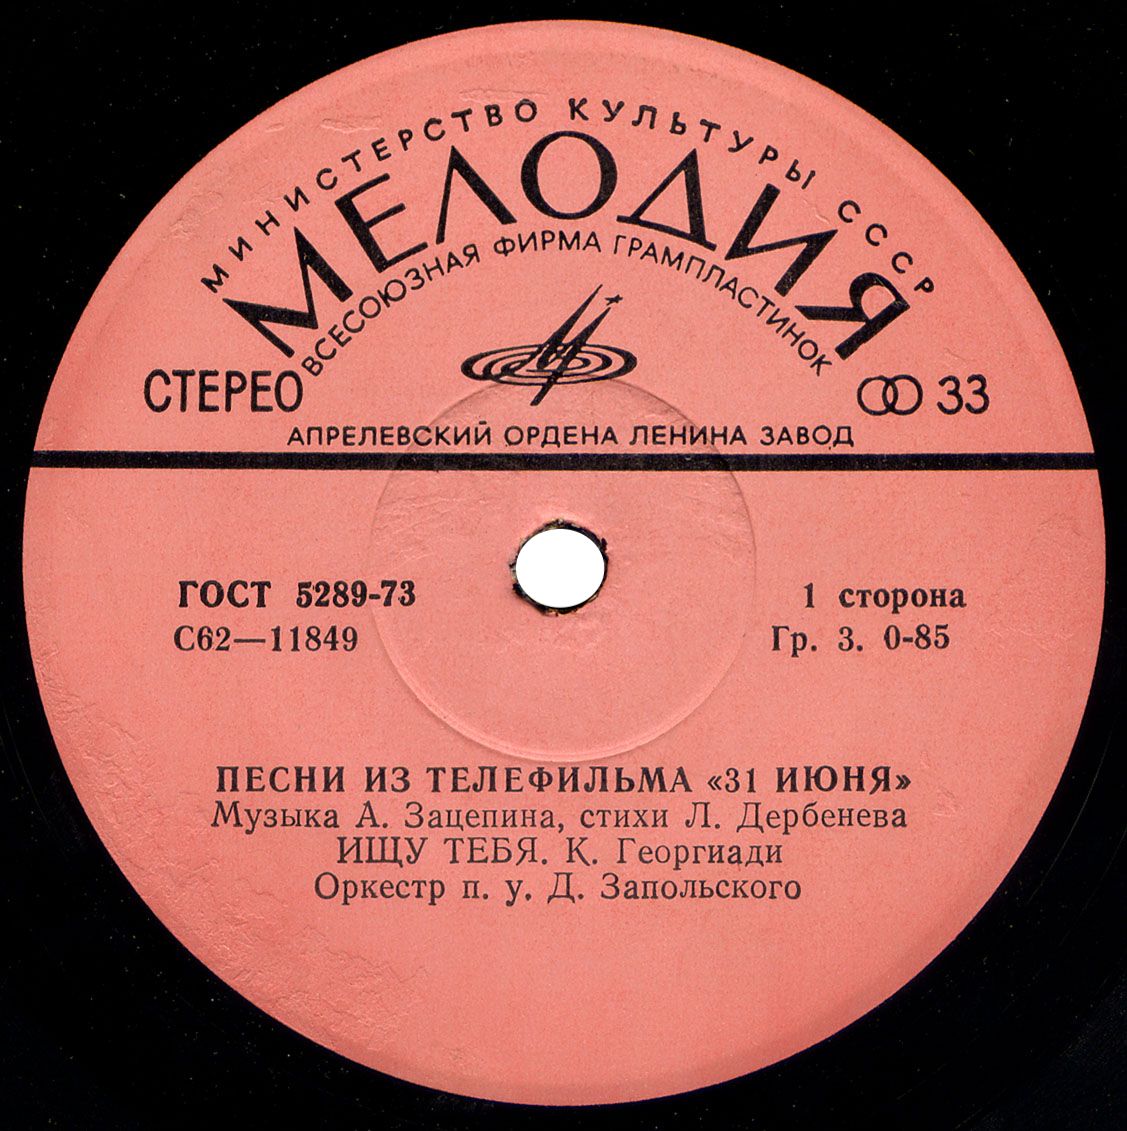 МИНИСТЕРСТВО КУЛЬТУРЫ СССР
МЕЛОДИЯ
ВСЕСОЮЗНАЯ ФИРМА ГРАМПЛАСТИНОК
СТЕРЕО
33
АПРЕЛЕВСКИЙ ОРДЕНА ЛЕНИНА ЗАВОД
ГОСТ 5289-73
1 сторона
С62—11849
Гр. 3. 0-85
ПЕСНИ ИЗ ТЕЛЕФИЛЬМА «31 ИЮНЯ»
Музыка А. Зацепина, стихи Л. Дербенева
ИЩУ ТЕБЯ. К. Георгиади
Оркестр п. у. Д. Запольского